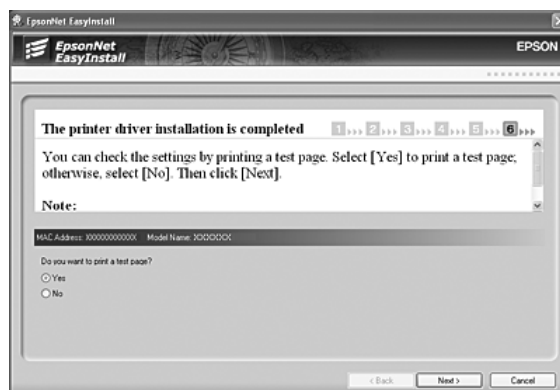 EpsonNet EasyInstall
EpsonNet
EasyInstall
EPSON
The printer driver installation is completed
1 2 3 4 5 6
You can check the settings by printing a test page. Select [Yes] to print a test page;
otherwise, select [No]. Then click [Next].
Note:
MAC Address: XXXXXXXXXXXX Model Name: XXXXXXX
Do you want to print a test page?
Yes
No
< Back
Next >
Cancel